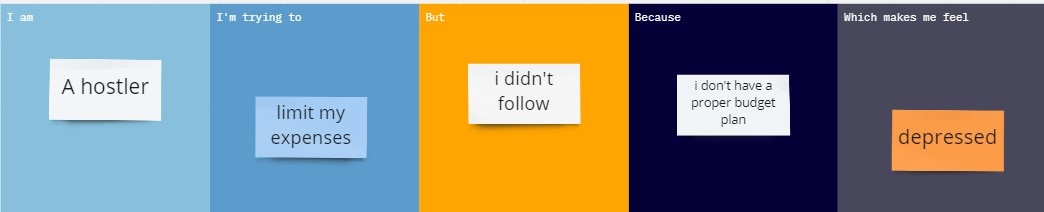 I am
A hostler
I'm trying to
limit my
expenses
But
i didn't
follow
Because
i don't have a
proper budget
plan
Which makes me feel
depressed